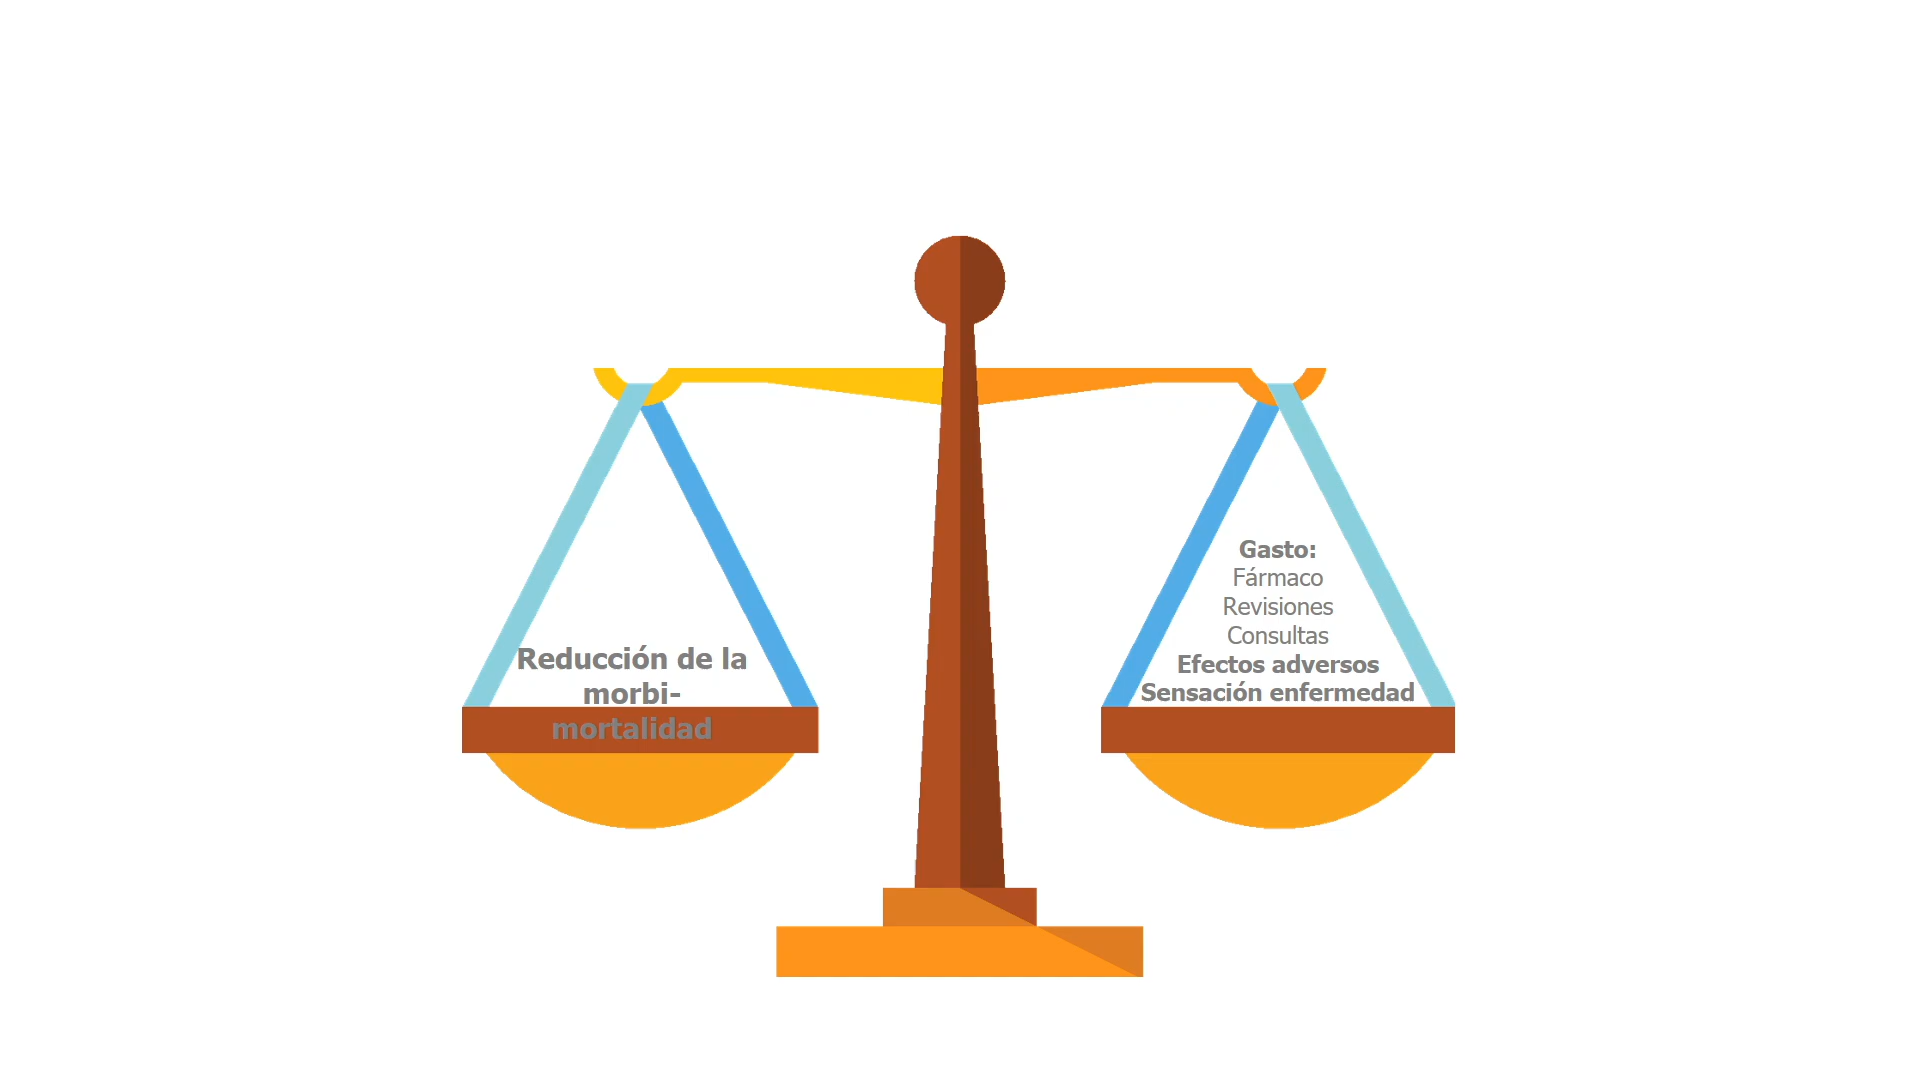 Reducción de la
morbi-
mortalidad
Gasto:
Fármaco
Revisiones
Consultas
Efectos adversos
Sensación enfermedad